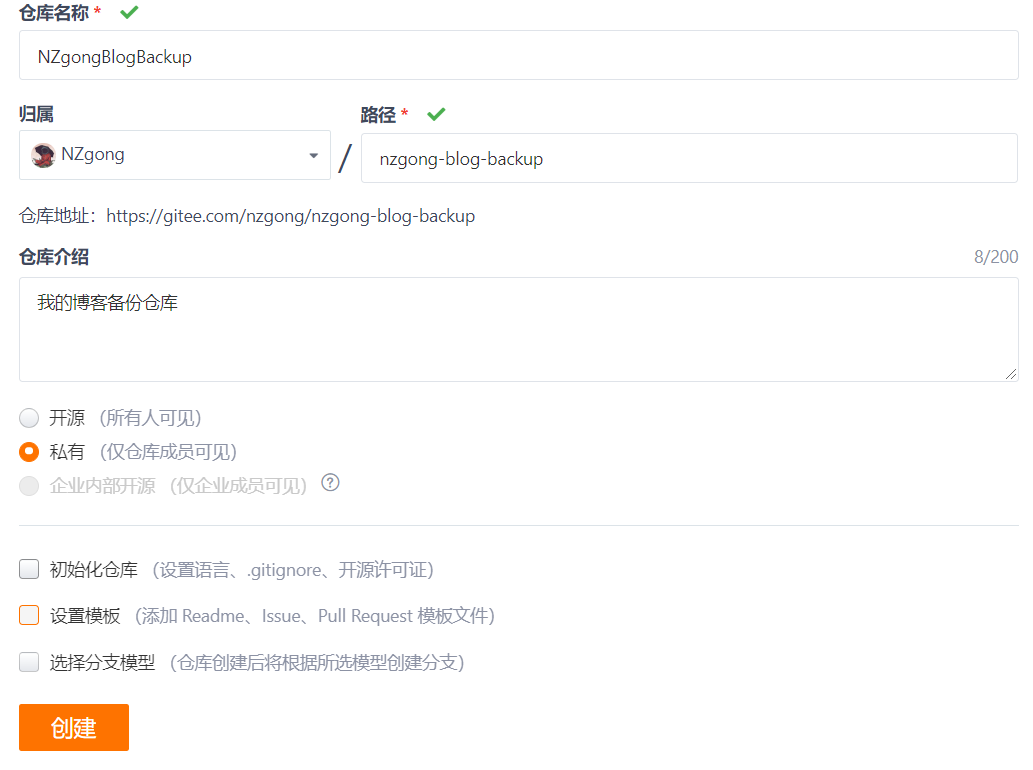 仓库名称 *
NZgongBlogBackup
归属 路径 *
NZgong / nzgong-blog-backup
仓库地址：https://gitee.com/nzgong/nzgong-blog-backup
仓库介绍 8/200
我的博客备份仓库
开源 （所有人可见）
私有 （仅仓库成员可见）
企业内部开源 （仅企业成员可见） ?
初始化仓库 （设置语言、.gitignore、开源许可证）
设置模板 （添加 Readme、Issue、Pull Request 模板文件）
选择分支模型 （仓库创建后将根据所选模型创建分支）
创建